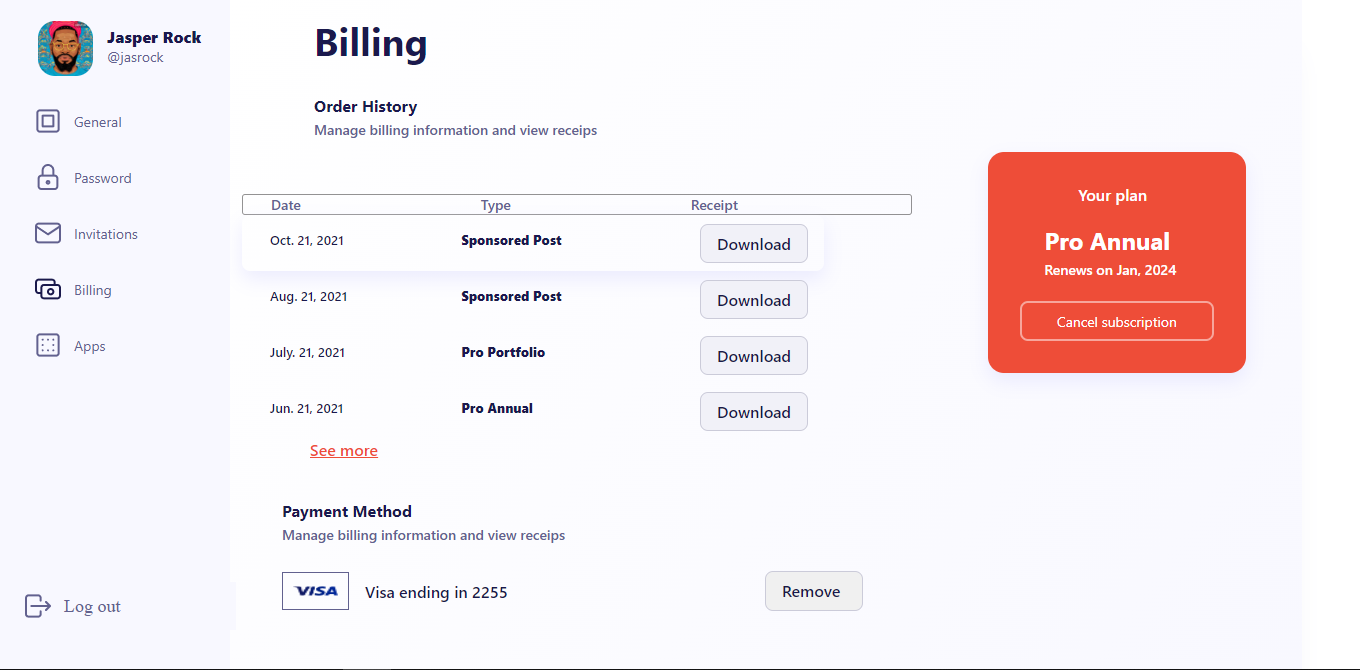 Jasper Rock
@jasrock
General
Password
Invitations
Billing
Apps
Log out
Billing
Order History
Manage billing information and view receips
Date Type Receipt
Oct. 21, 2021 Sponsored Post Download
Aug. 21, 2021 Sponsored Post Download
July. 21, 2021 Pro Portfolio Download
Jun. 21, 2021 Pro Annual Download
See more
Payment Method
Manage billing information and view receips
VISA Visa ending in 2255 Remove
Your plan
Pro Annual
Renews on Jan, 2024
Cancel subscription